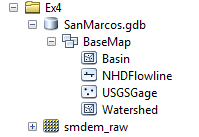 Ex4
SanMarcos.gdb
BaseMap
Basin
NHDFlowline
USGSGage
Watershed
smdem_raw